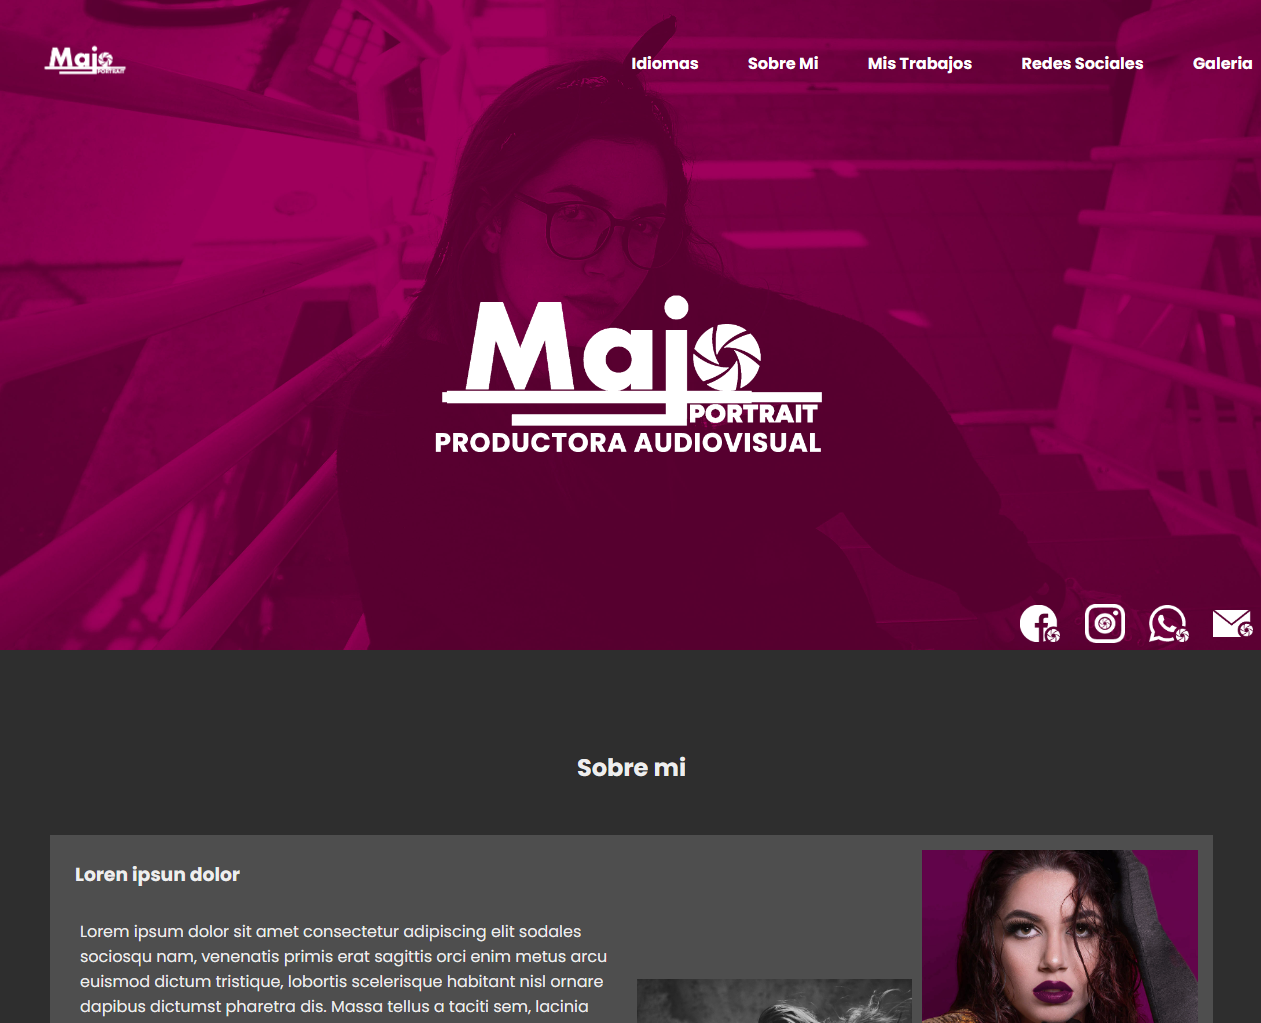 Majo
PORTRAIT
Idiomas Sobre Mi Mis Trabajos Redes Sociales Galeria
Majo
PORTRAIT
PRODUCTORA AUDIOVISUAL
Sobre mi
Loren ipsun dolor
Lorem ipsum dolor sit amet consectetur adipiscing elit sodales
sociosqu nam, venenatis primis erat sagittis orci enim metus arcu
euismod dictum tristique, lobortis scelerisque habitant nisl ornare
dapibus dictumst pharetra dis. Massa tellus a taciti sem, lacinia